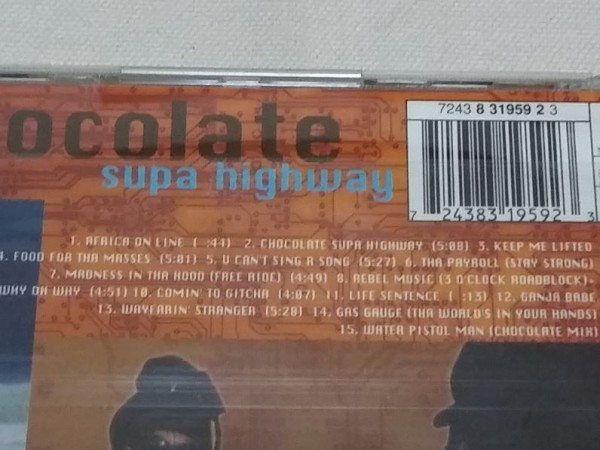 ocolate
supa highway
7243 8 31959 2 3
7 24383 19592 3
1. AFRICA ON LINE ( :44) 2. CHOCOLATE SUPA HIGHWAY (5:08) 3. KEEP ME LIFTED
4. FOOD FOR THA MASSES (5:01) 5. U CAN'T SING R SONG (5:27) 6. THA PAYROLL (STAY STRONG)
7. MADNESS IN THA HOOD (FREE RIDE) (4:49) 8. REBEL MUSIC (3 O'CLOCK ROADBLOCK)·
WHY OH WHY (4:51) 10. COMIN' TO GITCHA (4:07) 11. LIFE SENTENCE ( :13) 12. GANJA BABE
13. WAYFARIN' STRANGER (5:28) 14. GAS GAUGE (THA WORLD'S IN YOUR HANDS)
15. WATER PISTOL MAN (CHOCOLATE MIX)